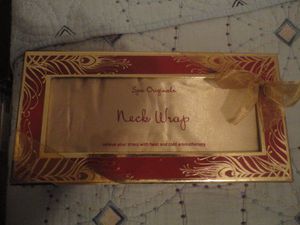 Spa Originals
Neck Wrap
relieve your stress with heat and cold aromatherapy